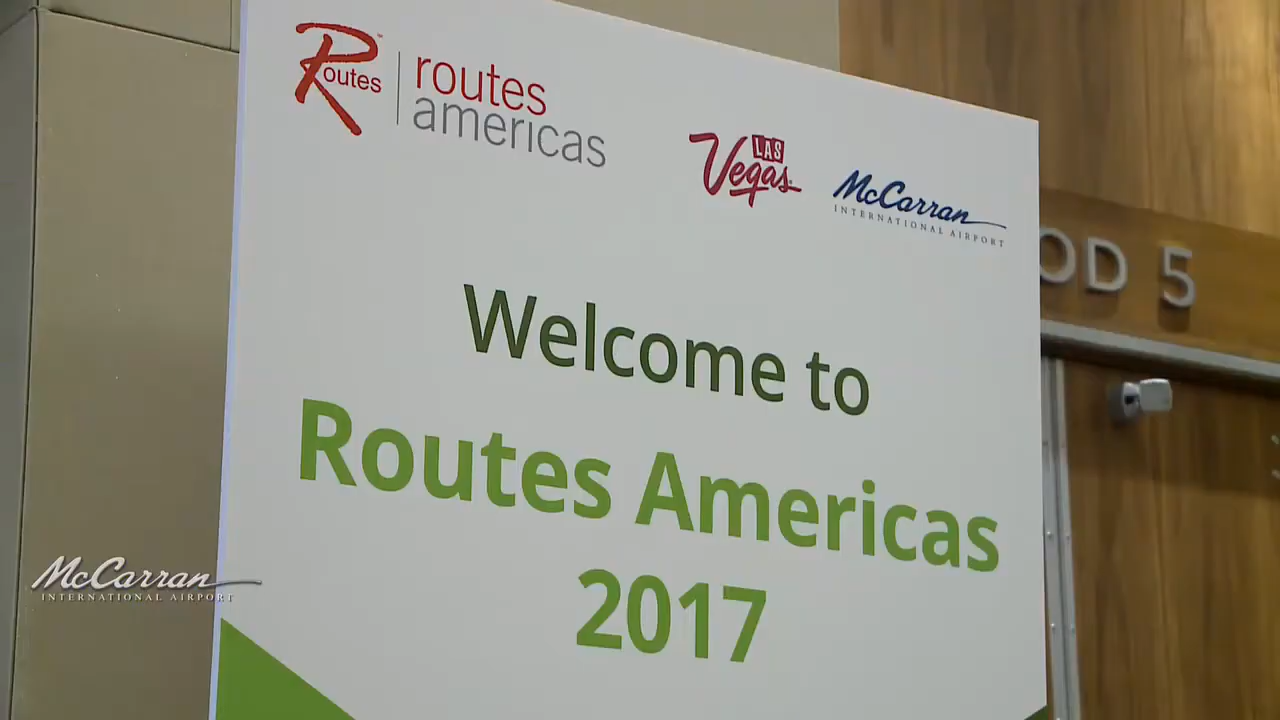 Routes
routes
americas
LAS
Vegas
McCarran
INTERNATIONAL AIRPORT
OD 5
Welcome to
Routes Americas
2017
McCarran
INTERNATIONAL AIRPORT